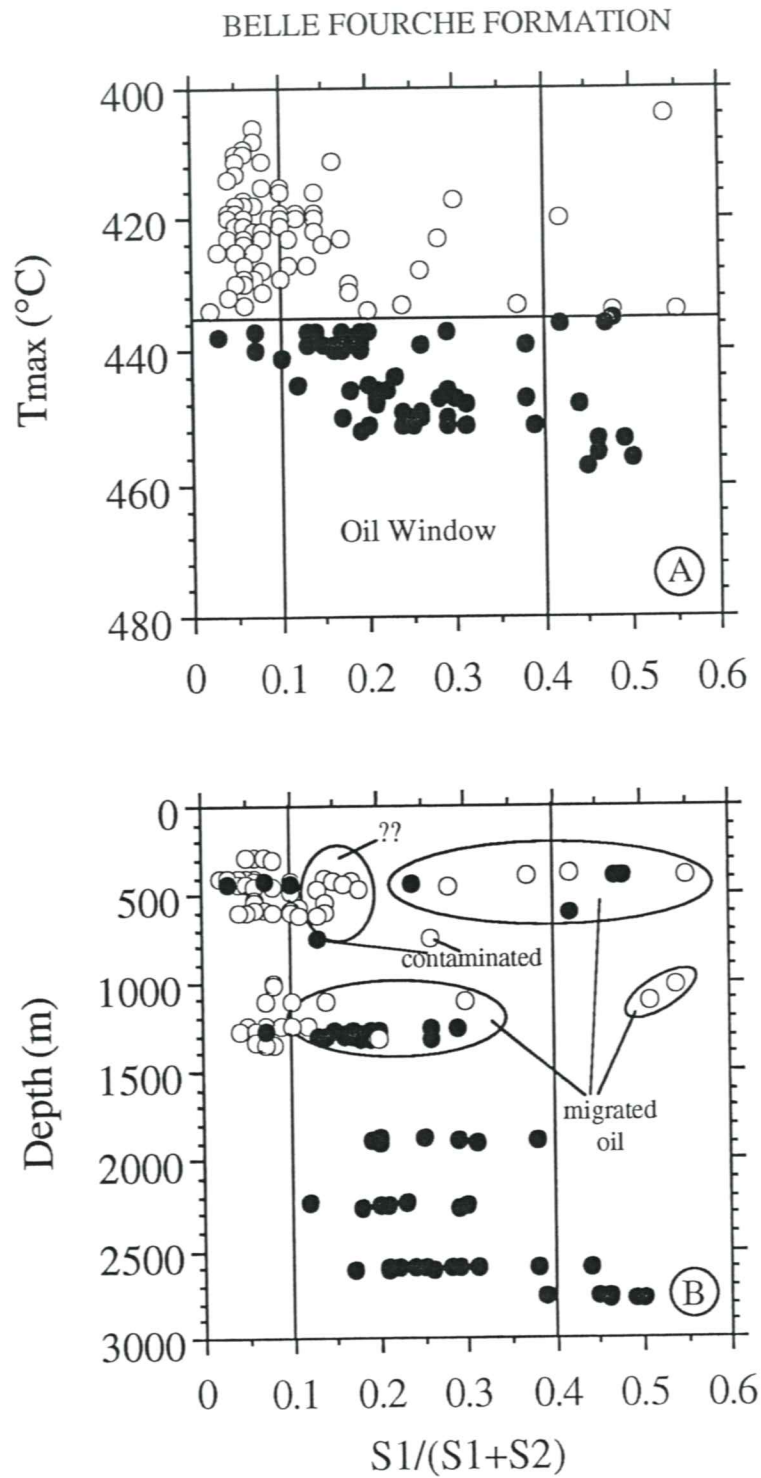 BELLE FOURCHE FORMATION
400
420
440
460
480
Tmax (°C)
Oil Window
A
0 0.1 0.2 0.3 0.4 0.5 0.6
0
500
1000
1500
2000
2500
3000
Depth (m)
??
contaminated
migrated
oil
B
0 0.1 0.2 0.3 0.4 0.5 0.6
S1/(S1+S2)